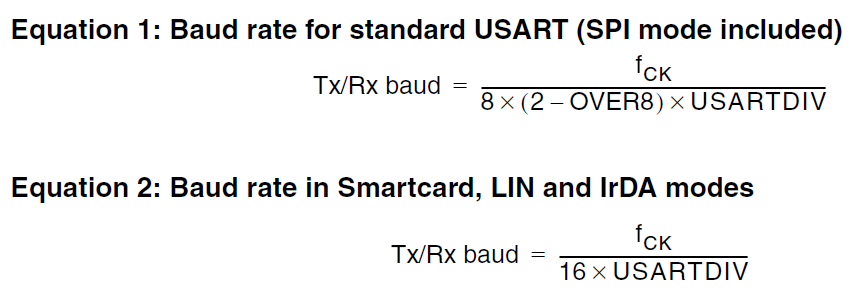 Equation 1: Baud rate for standard USART (SPI mode included)
Tx/Rx baud = fCK
8 × (2 – OVER8) × USARTDIV
Equation 2: Baud rate in Smartcard, LIN and IrDA modes
Tx/Rx baud = fCK
16 × USARTDIV